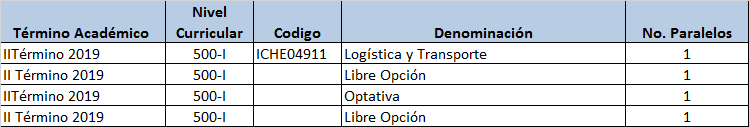 Término Académico Nivel Curricular Codigo Denominación No. Paralelos
IITérmino 2019 500-I ICHE04911 Logística y Transporte 1
II Término 2019 500-I Libre Opción 1
IITérmino 2019 500-I Optativa 1
II Término 2019 500-I Libre Opción 1